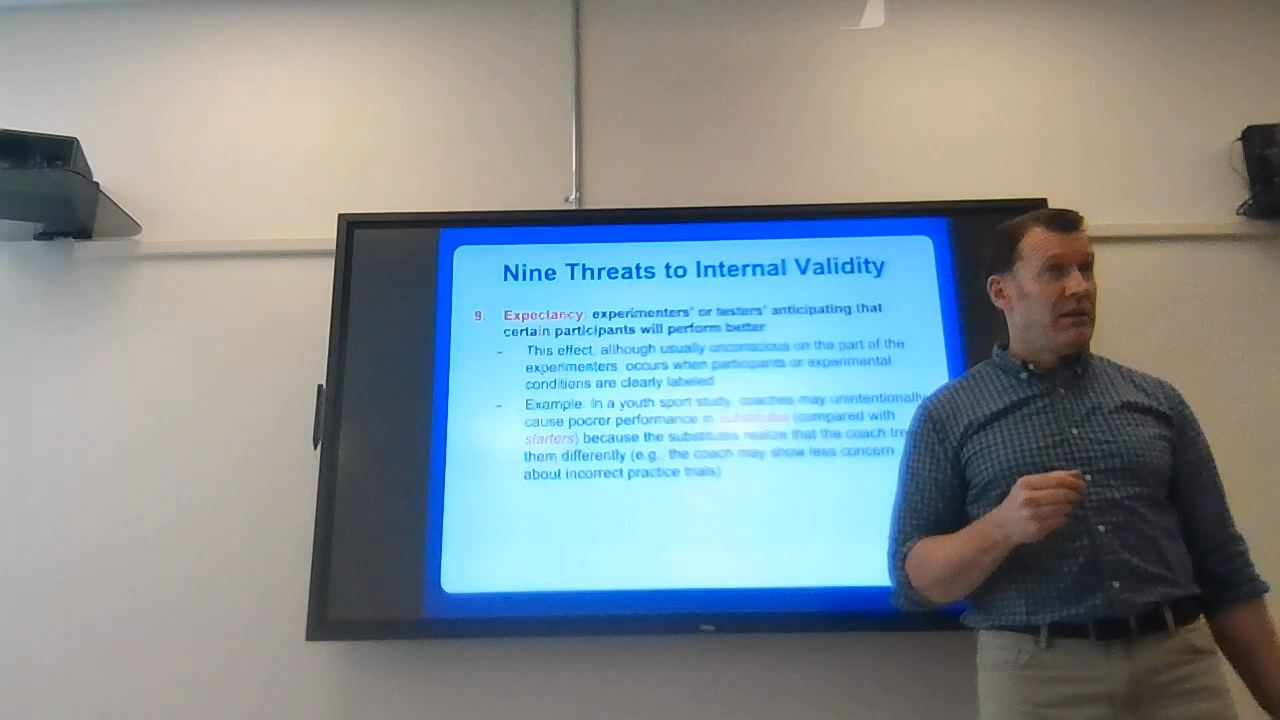 Nine Threats to Internal Validity
9. Expectancy: experimenters' or testers' anticipating that
certain participants will perform better
- This effect, although usually unconscious on the part of the
experimenters, occurs when participants or experimental
conditions are clearly labeled
- Example: In a youth sport study, coaches may unintentionally
cause poorer performance in substitutes (compared with
starters) because the substitutes realize that the coach tre
them differently (e.g., the coach may show less concern
about incorrect practice trials)